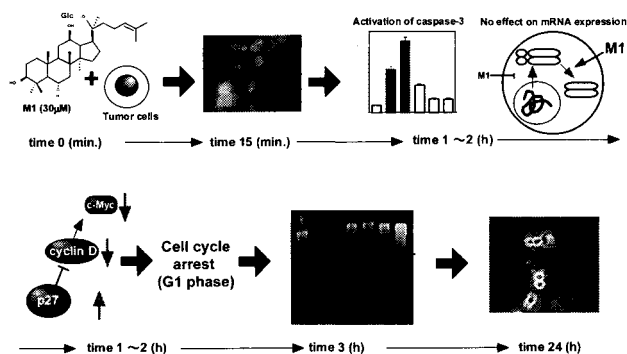 Glc
M1 (30μM)
+
Tumor cells
Activation of caspase-3
No effect on mRNA expression
M1
M1
time 0 (min.)
time 15 (min.)
time 1 ~2 (h)
c-Myc
cyclin D
p27
Cell cycle
arrest
(G1 phase)
time 1 ~2 (h)
time 3 (h)
time 24 (h)